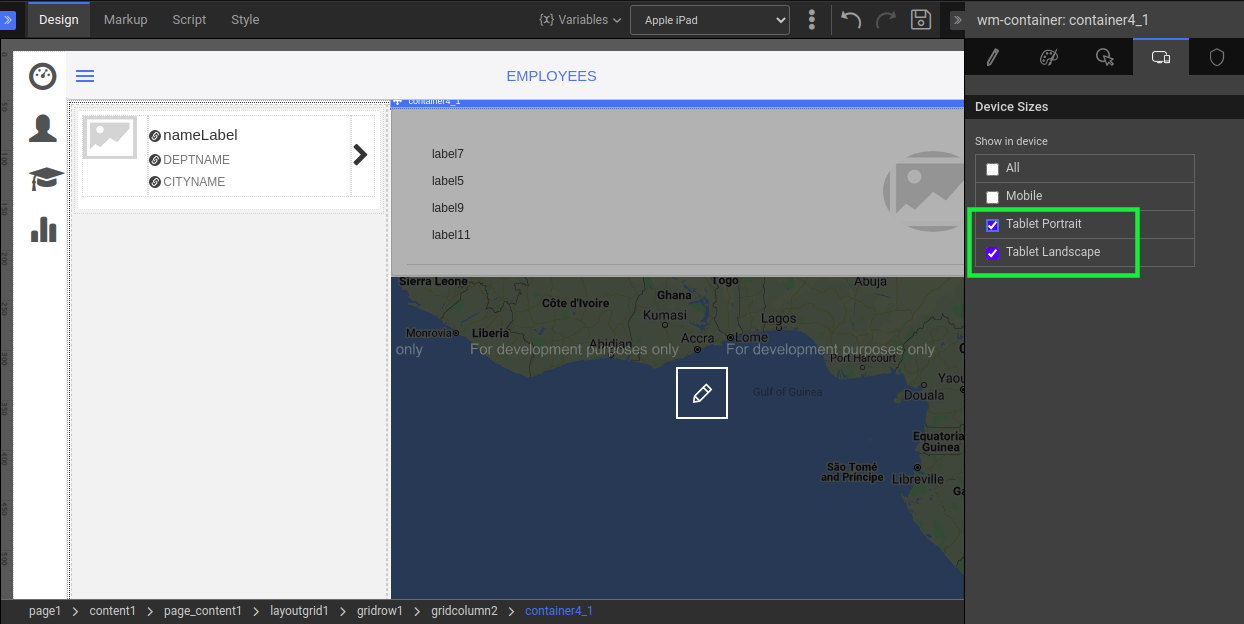 Design Markup Script Style {x} Variables Apple iPad
wm-container: container4_1
EMPLOYEES
container4_1
nameLabel
DEPTNAME
CITYNAME
label7
label5
label9
label11
Sierra Leone
Togo
Abuja
Côte d'Ivoire
Ghana
Kumasi
Lagos
Monrovia
Liberia
Abidjan
Accra
Lome
only
For development purposes only
For development purposes only
Port Harcourt
Gulf of Guinea
Yaou
Douala
Equatoria
Guinea
São Tomé
and Príncipe
Libreville
Ga
Device Sizes
Show in device
All
Mobile
Tablet Portrait
Tablet Landscape
page1 > content1 > page_content1 > layoutgrid1 > gridrow1 > gridcolumn2 > container4_1